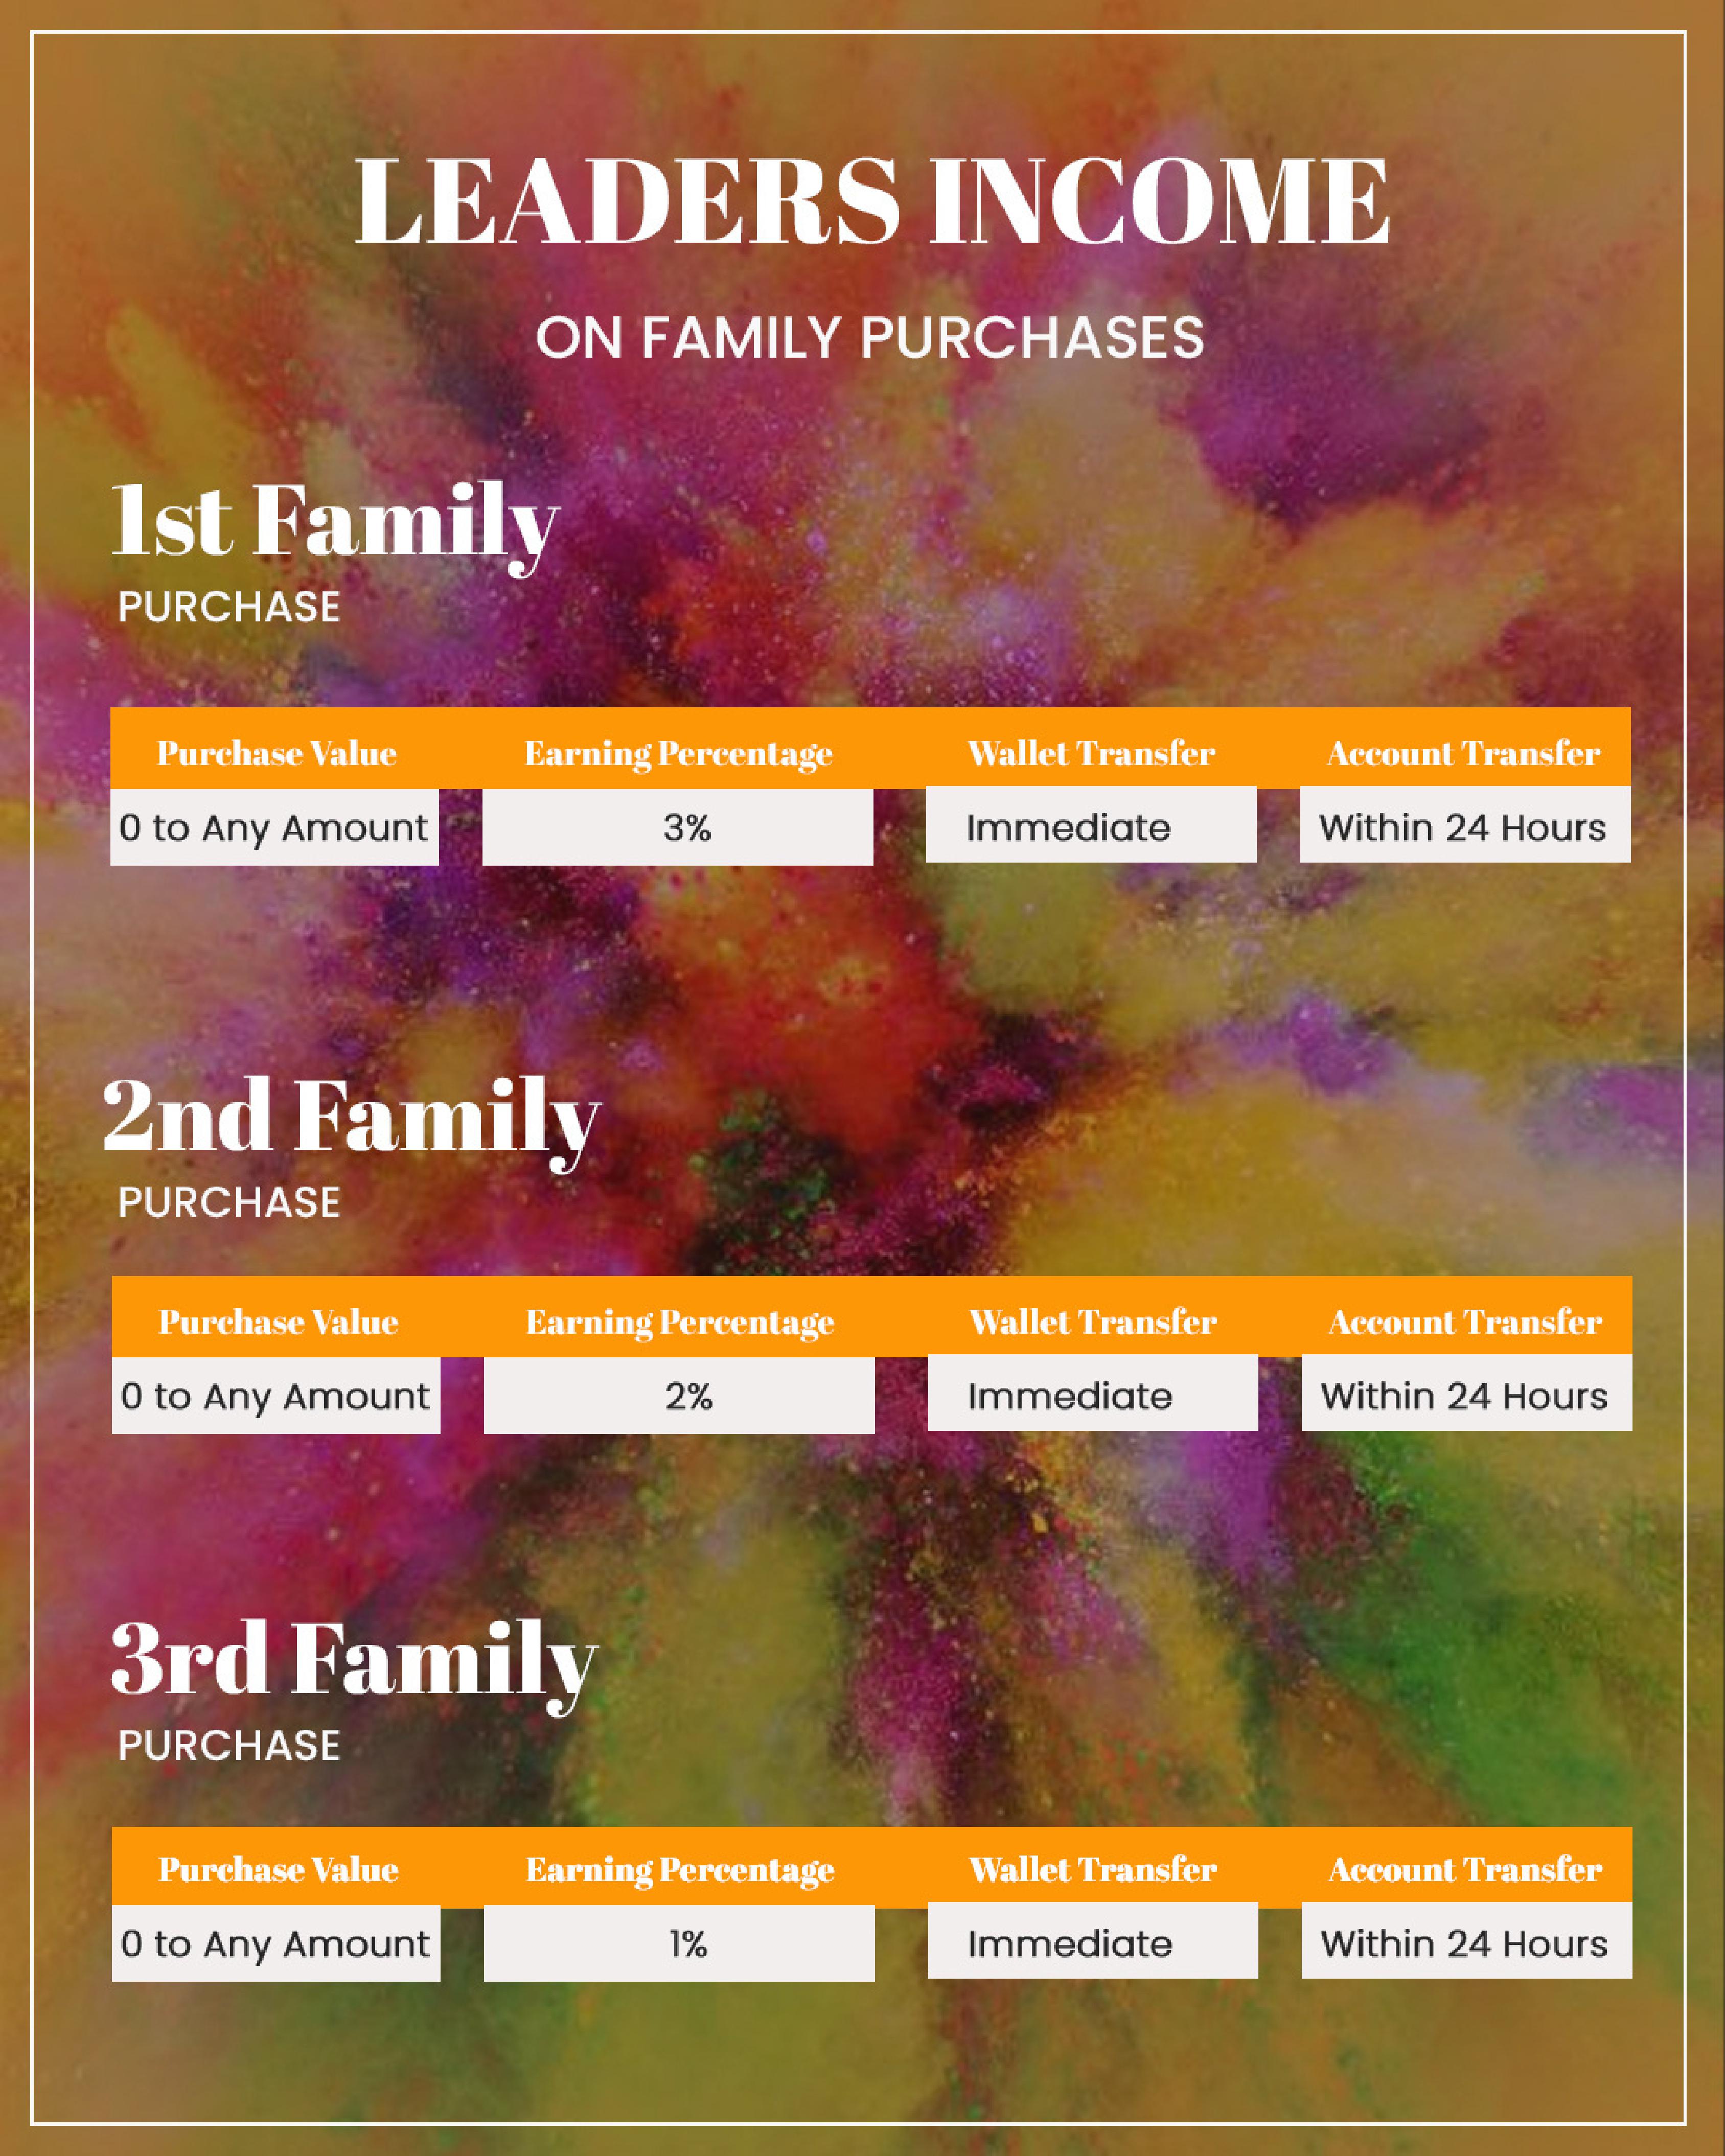 LEADERS INCOME
ON FAMILY PURCHASES
1st Family
PURCHASE
Purchase Value Earning Percentage Wallet Transfer Account Transfer
0 to Any Amount 3% Immediate Within 24 Hours
2nd Family
PURCHASE
Purchase Value Earning Percentage Wallet Transfer Account Transfer
0 to Any Amount 2% Immediate Within 24 Hours
3rd Family
PURCHASE
Purchase Value Earning Percentage Wallet Transfer Account Transfer
0 to Any Amount 1% Immediate Within 24 Hours